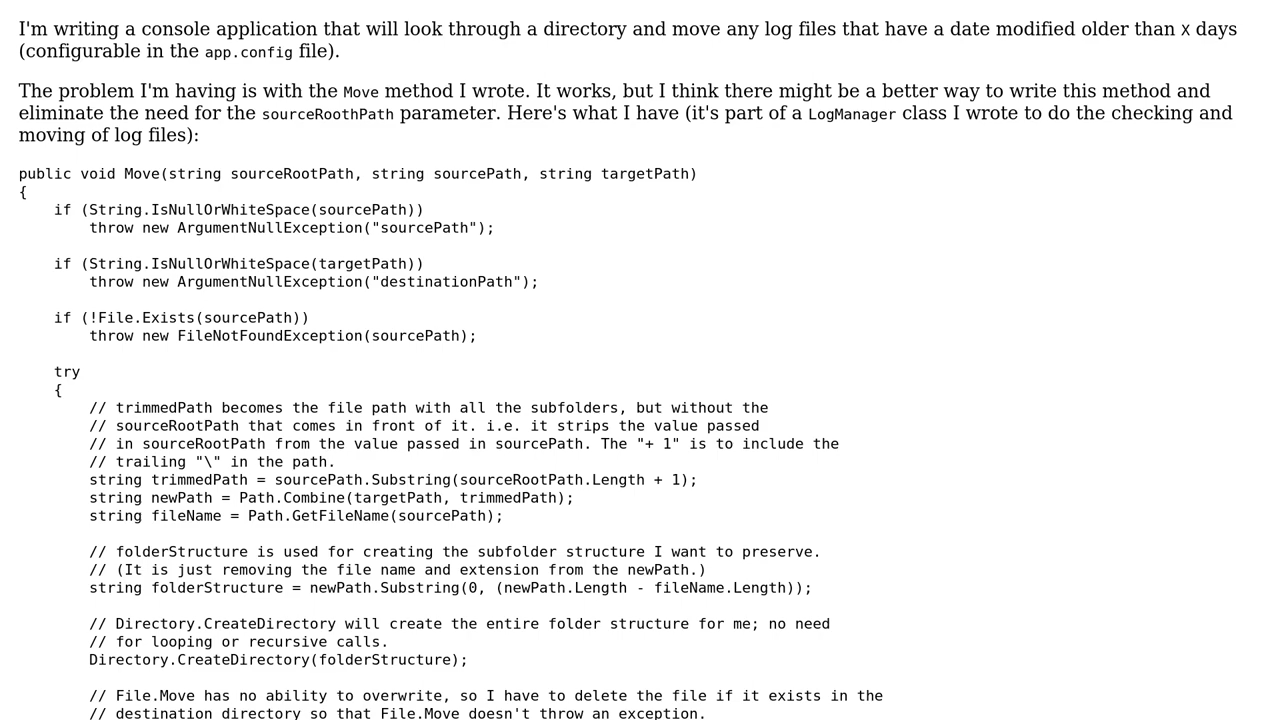 I'm writing a console application that will look through a directory and move any log files that have a date modified older than X days
(configurable in the app.config file).
The problem I'm having is with the Move method I wrote. It works, but I think there might be a better way to write this method and
eliminate the need for the sourceRoothPath parameter. Here's what I have (it's part of a LogManager class I wrote to do the checking and
moving of log files):
public void Move(string sourceRootPath, string sourcePath, string targetPath)
{
    if (String.IsNullOrWhiteSpace(sourcePath))
        throw new ArgumentNullException("sourcePath");
    if (String.IsNullOrWhiteSpace(targetPath))
        throw new ArgumentNullException("destinationPath");
    if (!File.Exists(sourcePath))
        throw new FileNotFoundException(sourcePath);
    try
    {
        // trimmedPath becomes the file path with all the subfolders, but without the
        // sourceRootPath that comes in front of it. i.e. it strips the value passed
        // in sourceRootPath from the value passed in sourcePath. The "+ 1" is to include the
        // trailing "\" in the path.
        string trimmedPath = sourcePath.Substring(sourceRootPath.Length + 1);
        string newPath = Path.Combine(targetPath, trimmedPath);
        string fileName = Path.GetFileName(sourcePath);
        // folderStructure is used for creating the subfolder structure I want to preserve.
        // (It is just removing the file name and extension from the newPath.)
        string folderStructure = newPath.Substring(0, (newPath.Length - fileName.Length));
        // Directory.CreateDirectory will create the entire folder structure for me; no need
        // for looping or recursive calls.
        Directory.CreateDirectory(folderStructure);
        // File.Move has no ability to overwrite, so I have to delete the file if it exists in the
        // destination directory so that File.Move doesn't throw an exception.